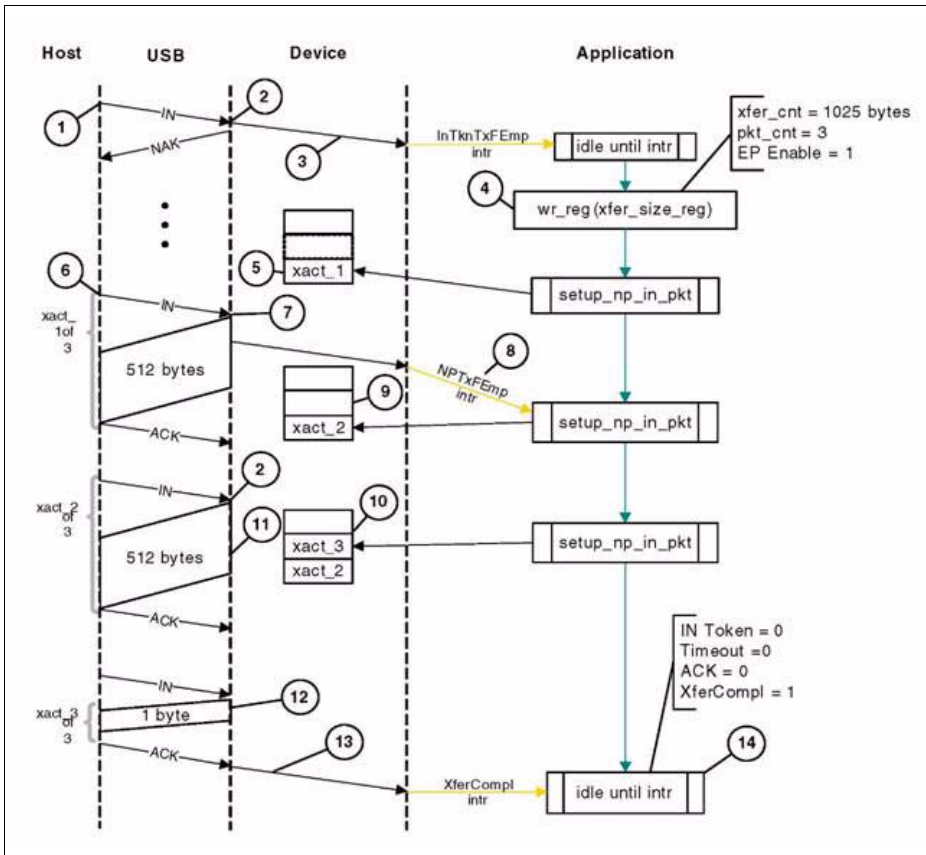 Host USB Device Application
1
IN
2
NAK
3
InTknTxFEmp
intr
idle until intr
xfer_cnt = 1025 bytes
pkt_cnt = 3
EP Enable = 1
4
wr_reg(xfer_size_reg)
5
xact_1
setup_np_in_pkt
6
IN
7
xact_
1of
3
512 bytes
8
NPTxFEmp
intr
9
xact_2
setup_np_in_pkt
ACK
IN
2
xact_2
of
3
512 bytes
11
10
xact_3
xact_2
setup_np_in_pkt
ACK
IN Token = 0
Timeout =0
ACK = 0
XferCompl = 1
IN
12
xact_3
of
3
1 byte
ACK
13
XferCompl
intr
idle until intr
14